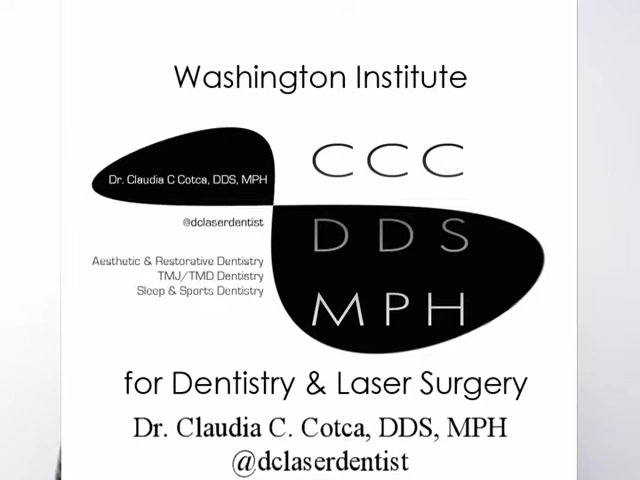 Washington Institute
CCC
Dr. Claudia C Cotca, DDS, MPH
@dclaserdentist
DDS
Aesthetic & Restorative Dentistry
TMJ/TMD Dentistry
Sleep & Sports Dentistry
MPH
for Dentistry & Laser Surgery
Dr. Claudia C. Cotca, DDS, MPH
@dclaserdentist